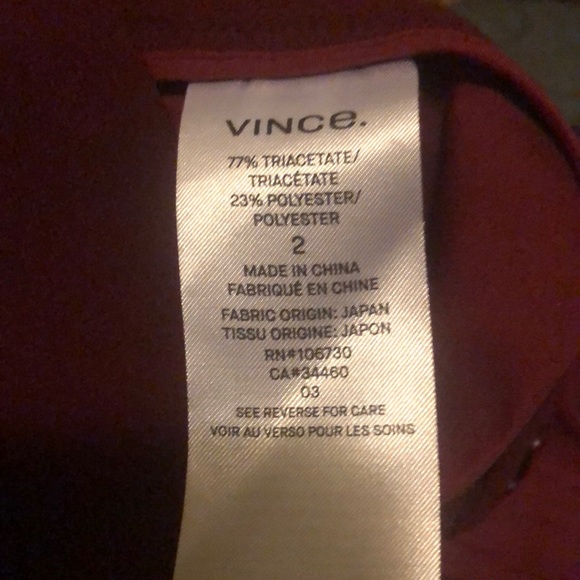 VINCe.
77% TRIACETATE/
TRIACÉTATE
23% POLYESTER/
POLYESTER
2
MADE IN CHINA
FABRIQUÉ EN CHINE
FABRIC ORIGIN: JAPAN
TISSU ORIGINE: JAPON
RN#106730
CA#34460
03
SEE REVERSE FOR CARE
VOIR AU VERSO POUR LES SOINS